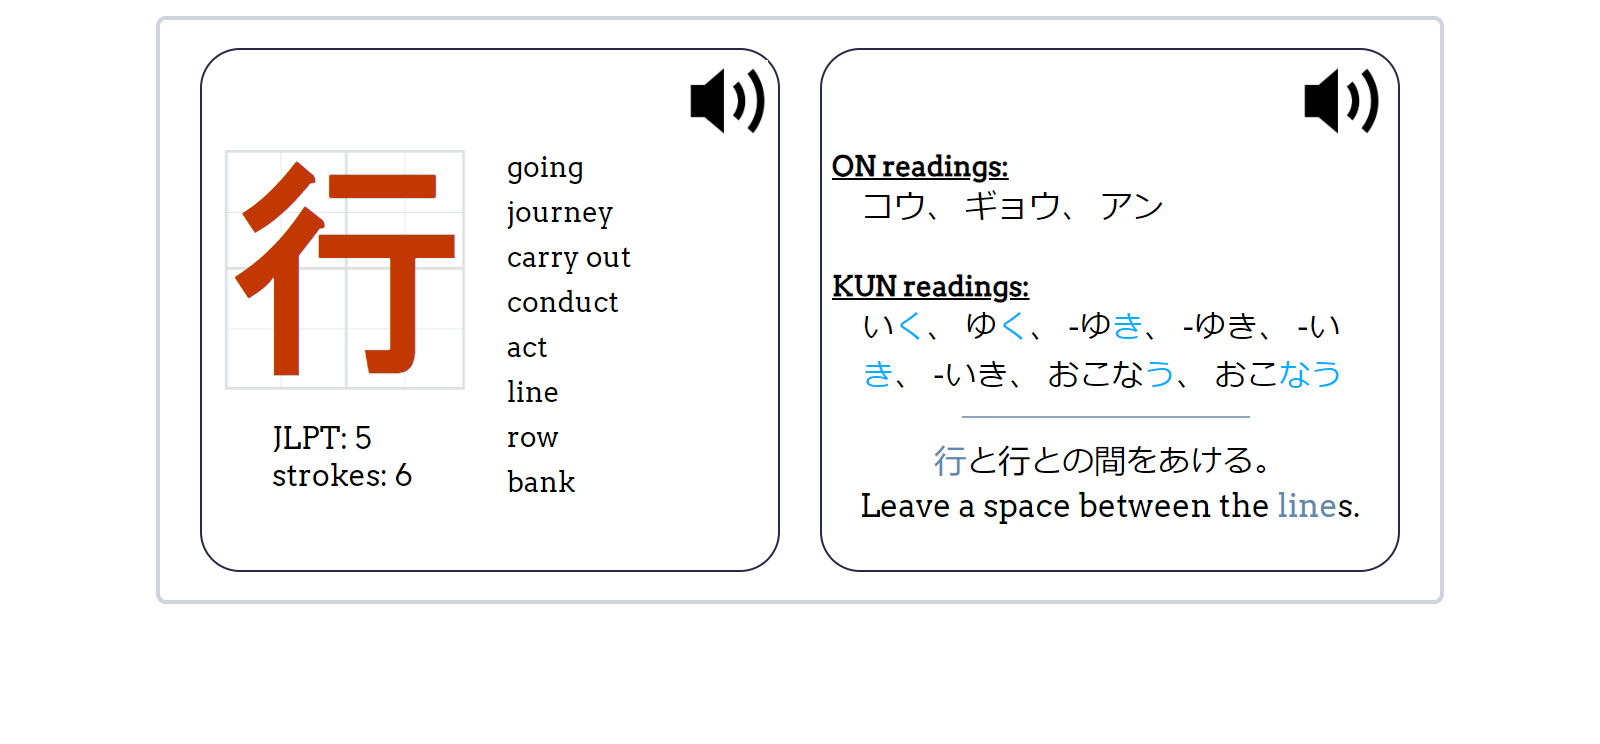 行
going
journey
carry out
conduct
act
line
row
bank
JLPT: 5
strokes: 6
ON readings:
コウ、 ギョウ、 アン
KUN readings:
いく、 ゆく、 -ゆき、 -ゆき、 -い
き、 -いき、 おこなう、 おこなう
行と行との間をあける。
Leave a space between the lines.